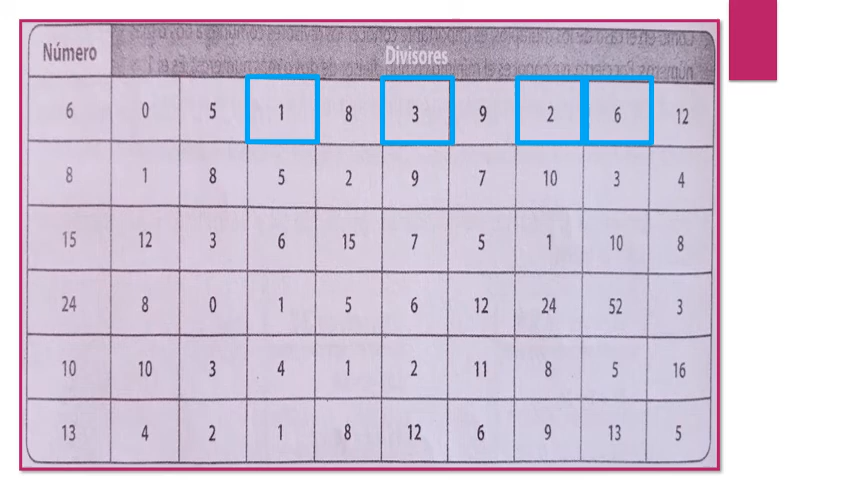 Número Divisores
6 0 5 1 8 3 9 2 6 12
8 1 8 5 2 9 7 10 3 4
15 12 3 6 15 7 5 1 10 8
24 8 0 1 5 6 12 24 52 3
10 10 3 4 1 2 11 8 5 16
13 4 2 1 8 12 6 9 13 5